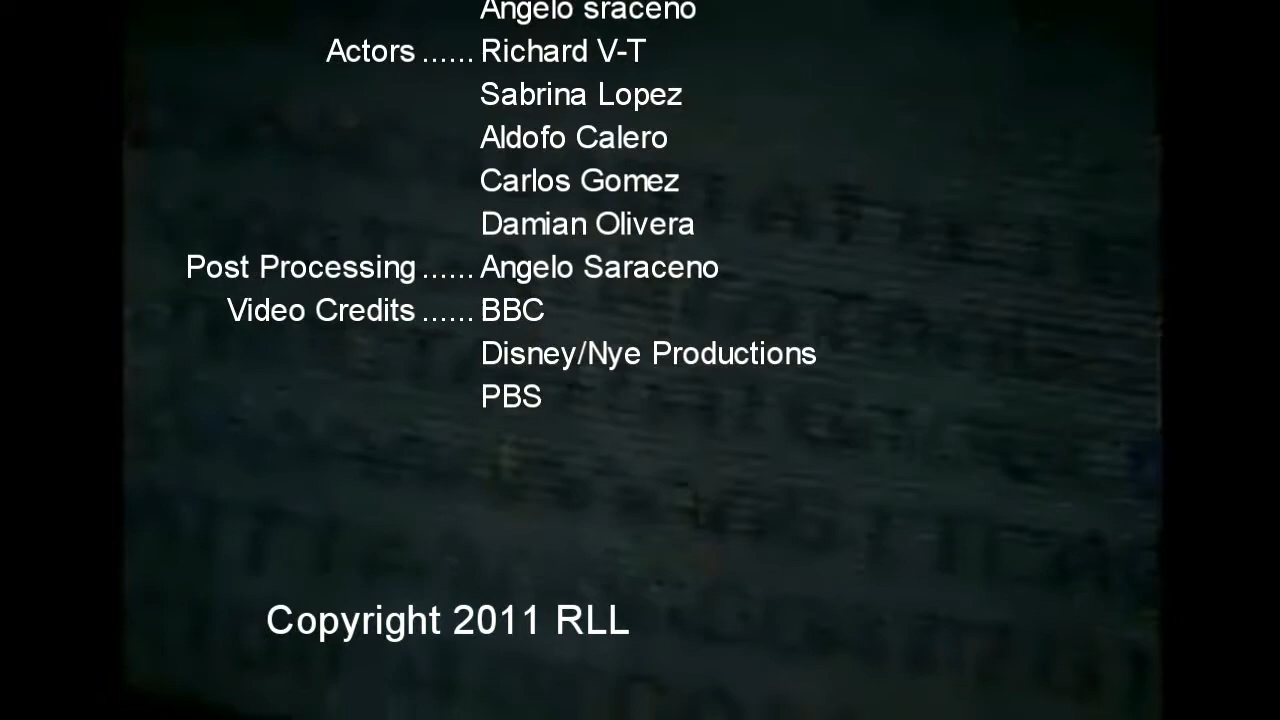 Angelo sraceno
Actors ...... Richard V-T
Sabrina Lopez
Aldofo Calero
Carlos Gomez
Damian Olivera
Post Processing ...... Angelo Saraceno
Video Credits ...... BBC
Disney/Nye Productions
PBS
Copyright 2011 RLL